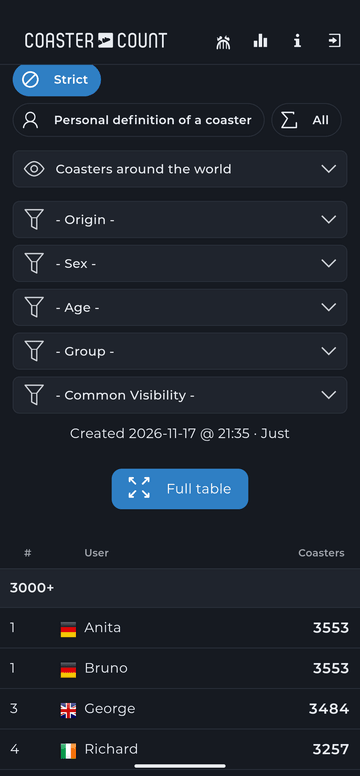 COASTER COUNT
Strict
Personal definition of a coaster All
Coasters around the world
- Origin -
- Sex -
- Age -
- Group -
- Common Visibility -
Created 2026-11-17 @ 21:35 · Just
Full table
# User Coasters
3000+
1 Anita 3553
1 Bruno 3553
3 George 3484
4 Richard 3257